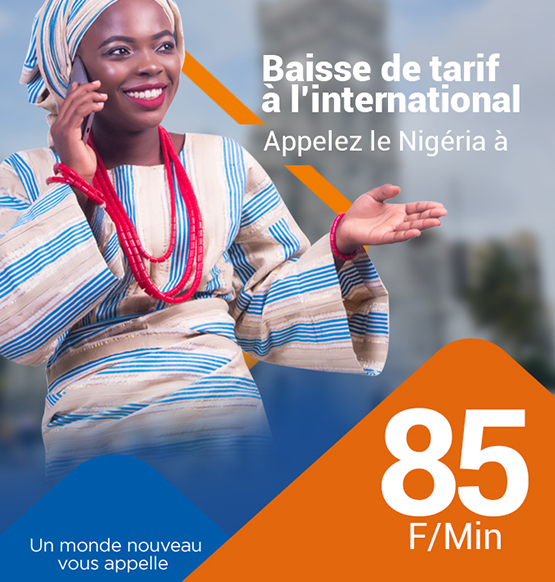 Baisse de tarif
à l'international
Appelez le Nigéria à
85
F/Min
Un monde nouveau
vous appelle